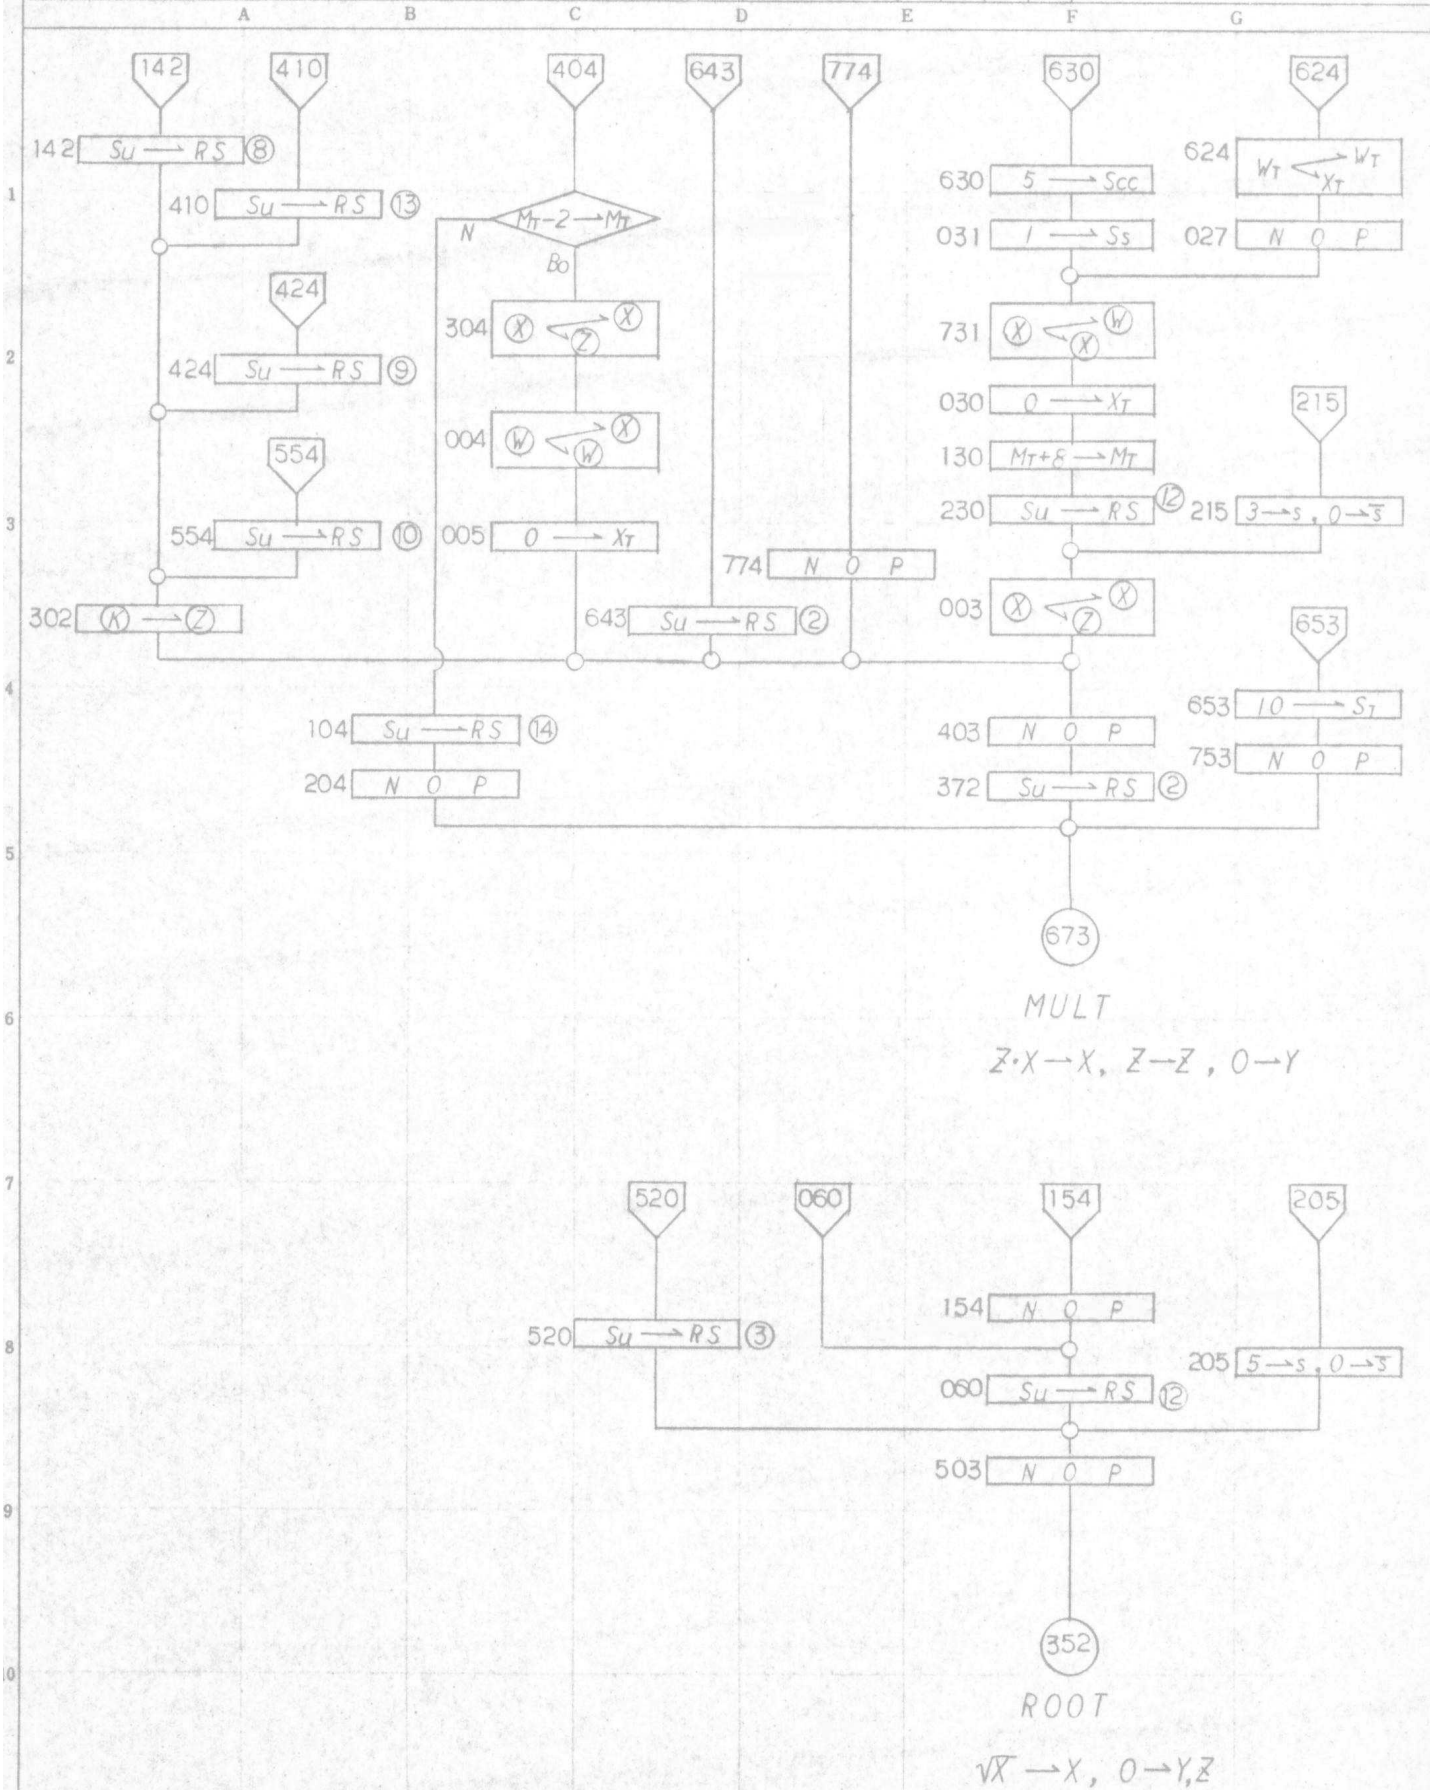 A B C D E F G
142 410 404 643 774 630 624
142 Su → RS ⑧
624 W_T W_T X_T
630 5 → Scc
1
410 Su → RS ⑬
M_T-2 → M_T
N
Bo
031 1 → Ss
027 N O P
424
304 Ⓧ Ⓧ Ⓩ
731 Ⓧ Ⓦ Ⓧ
2
424 Su → RS ⑨
030 0 → X_T
215
004 Ⓦ Ⓧ Ⓦ
130 M_T+8 → M_T
554
3
230 Su → RS ⑫
215 3→s, 0→s̅
554 Su → RS ⑩
005 0 → X_T
774 N O P
003 Ⓧ Ⓧ Ⓩ
302 Ⓚ → Ⓩ
643 Su → RS ②
653
4
653 10 → S_T
104 Su → RS ⑭
403 N O P
753 N O P
204 N O P
372 Su → RS ②
5
673
MULT
6
Z·X→X, Z→Z, 0→Y
7
520 060 154 205
154 N O P
520 Su → RS ③
8
205 5→s, 0→s̅
060 Su → RS ⑫
503 N O P
9
352
10
ROOT
√X → X, 0→Y,Z